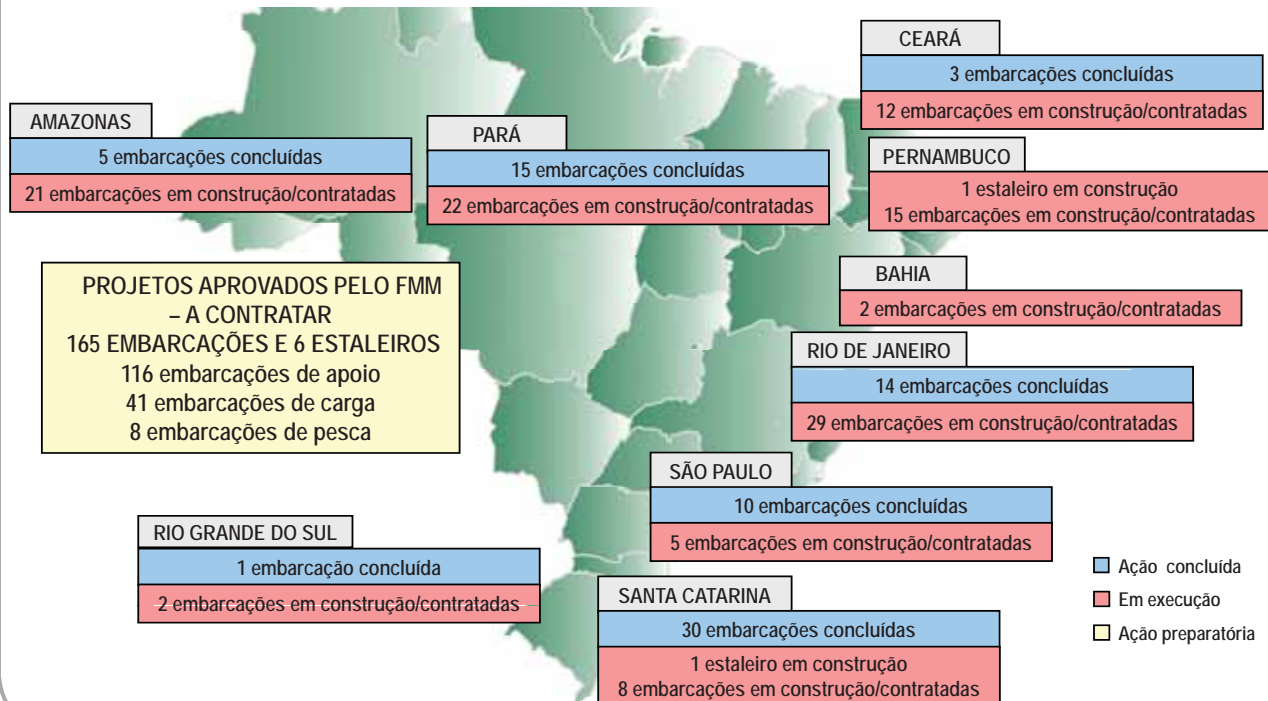 CEARÁ
3 embarcações concluídas
12 embarcações em construção/contratadas
AMAZONAS
5 embarcações concluídas
21 embarcações em construção/contratadas
PARÁ
15 embarcações concluídas
22 embarcações em construção/contratadas
PERNAMBUCO
1 estaleiro em construção
15 embarcações em construção/contratadas
PROJETOS APROVADOS PELO FMM
– A CONTRATAR
165 EMBARCAÇÕES E 6 ESTALEIROS
116 embarcações de apoio
41 embarcações de carga
8 embarcações de pesca
BAHIA
2 embarcações em construção/contratadas
RIO DE JANEIRO
14 embarcações concluídas
29 embarcações em construção/contratadas
SÃO PAULO
10 embarcações concluídas
5 embarcações em construção/contratadas
RIO GRANDE DO SUL
1 embarcação concluída
2 embarcações em construção/contratadas
SANTA CATARINA
30 embarcações concluídas
1 estaleiro em construção
8 embarcações em construção/contratadas
Ação concluída
Em execução
Ação preparatória